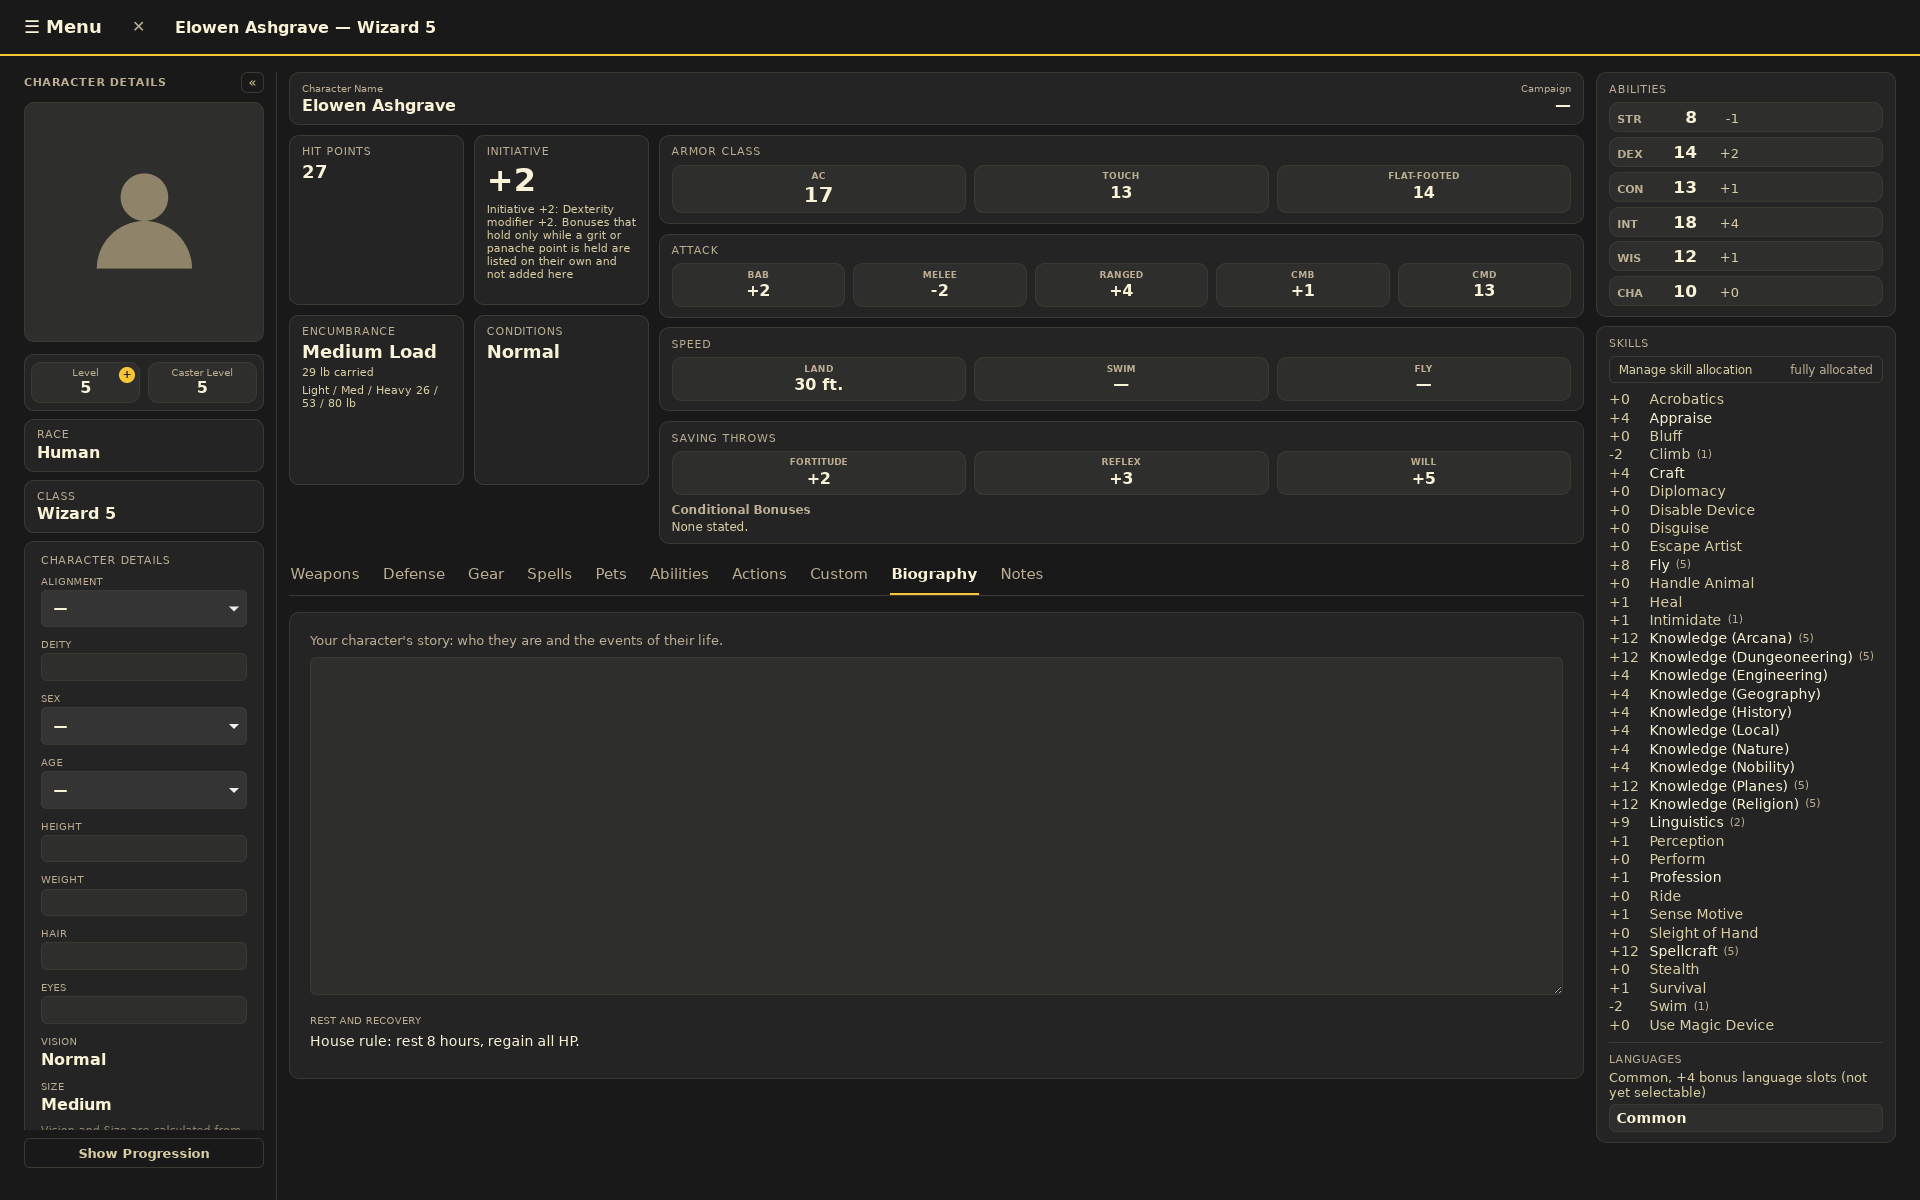 ☰ Menu
✕
Elowen Ashgrave — Wizard 5
CHARACTER DETAILS
«
Level
5
+
Caster Level
5
RACE
Human
CLASS
Wizard 5
CHARACTER DETAILS
ALIGNMENT
—
DEITY
SEX
—
AGE
—
HEIGHT
WEIGHT
HAIR
EYES
VISION
Normal
SIZE
Medium
Vision and Size are calculated from
Show Progression
Character Name
Elowen Ashgrave
Campaign
—
HIT POINTS
27
INITIATIVE
+2
Initiative +2: Dexterity
modifier +2. Bonuses that
hold only while a grit or
panache point is held are
listed on their own and
not added here
ENCUMBRANCE
Medium Load
29 lb carried
Light / Med / Heavy 26 /
53 / 80 lb
CONDITIONS
Normal
ARMOR CLASS
AC
17
TOUCH
13
FLAT-FOOTED
14
ATTACK
BAB
+2
MELEE
-2
RANGED
+4
CMB
+1
CMD
13
SPEED
LAND
30 ft.
SWIM
—
FLY
—
SAVING THROWS
FORTITUDE
+2
REFLEX
+3
WILL
+5
Conditional Bonuses
None stated.
Weapons Defense Gear Spells Pets Abilities Actions Custom Biography Notes
Your character's story: who they are and the events of their life.
REST AND RECOVERY
House rule: rest 8 hours, regain all HP.
ABILITIES
STR 8 -1
DEX 14 +2
CON 13 +1
INT 18 +4
WIS 12 +1
CHA 10 +0
SKILLS
Manage skill allocation fully allocated
+0 Acrobatics
+4 Appraise
+0 Bluff
-2 Climb (1)
+4 Craft
+0 Diplomacy
+0 Disable Device
+0 Disguise
+0 Escape Artist
+8 Fly (5)
+0 Handle Animal
+1 Heal
+1 Intimidate (1)
+12 Knowledge (Arcana) (5)
+12 Knowledge (Dungeoneering) (5)
+4 Knowledge (Engineering)
+4 Knowledge (Geography)
+4 Knowledge (History)
+4 Knowledge (Local)
+4 Knowledge (Nature)
+4 Knowledge (Nobility)
+12 Knowledge (Planes) (5)
+12 Knowledge (Religion) (5)
+9 Linguistics (2)
+1 Perception
+0 Perform
+1 Profession
+0 Ride
+1 Sense Motive
+0 Sleight of Hand
+12 Spellcraft (5)
+0 Stealth
+1 Survival
-2 Swim (1)
+0 Use Magic Device
LANGUAGES
Common, +4 bonus language slots (not
yet selectable)
Common